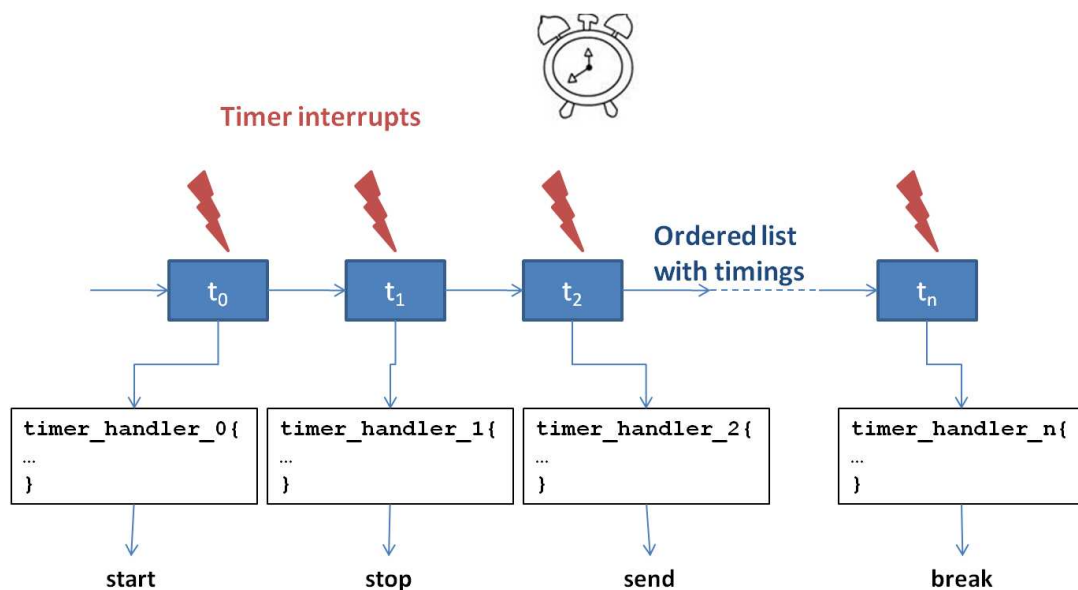 Timer interrupts
Ordered list
with timings
t0
t1
t2
tn
timer_handler_0{
...
}
timer_handler_1{
...
}
timer_handler_2{
...
}
timer_handler_n{
...
}
start
stop
send
break